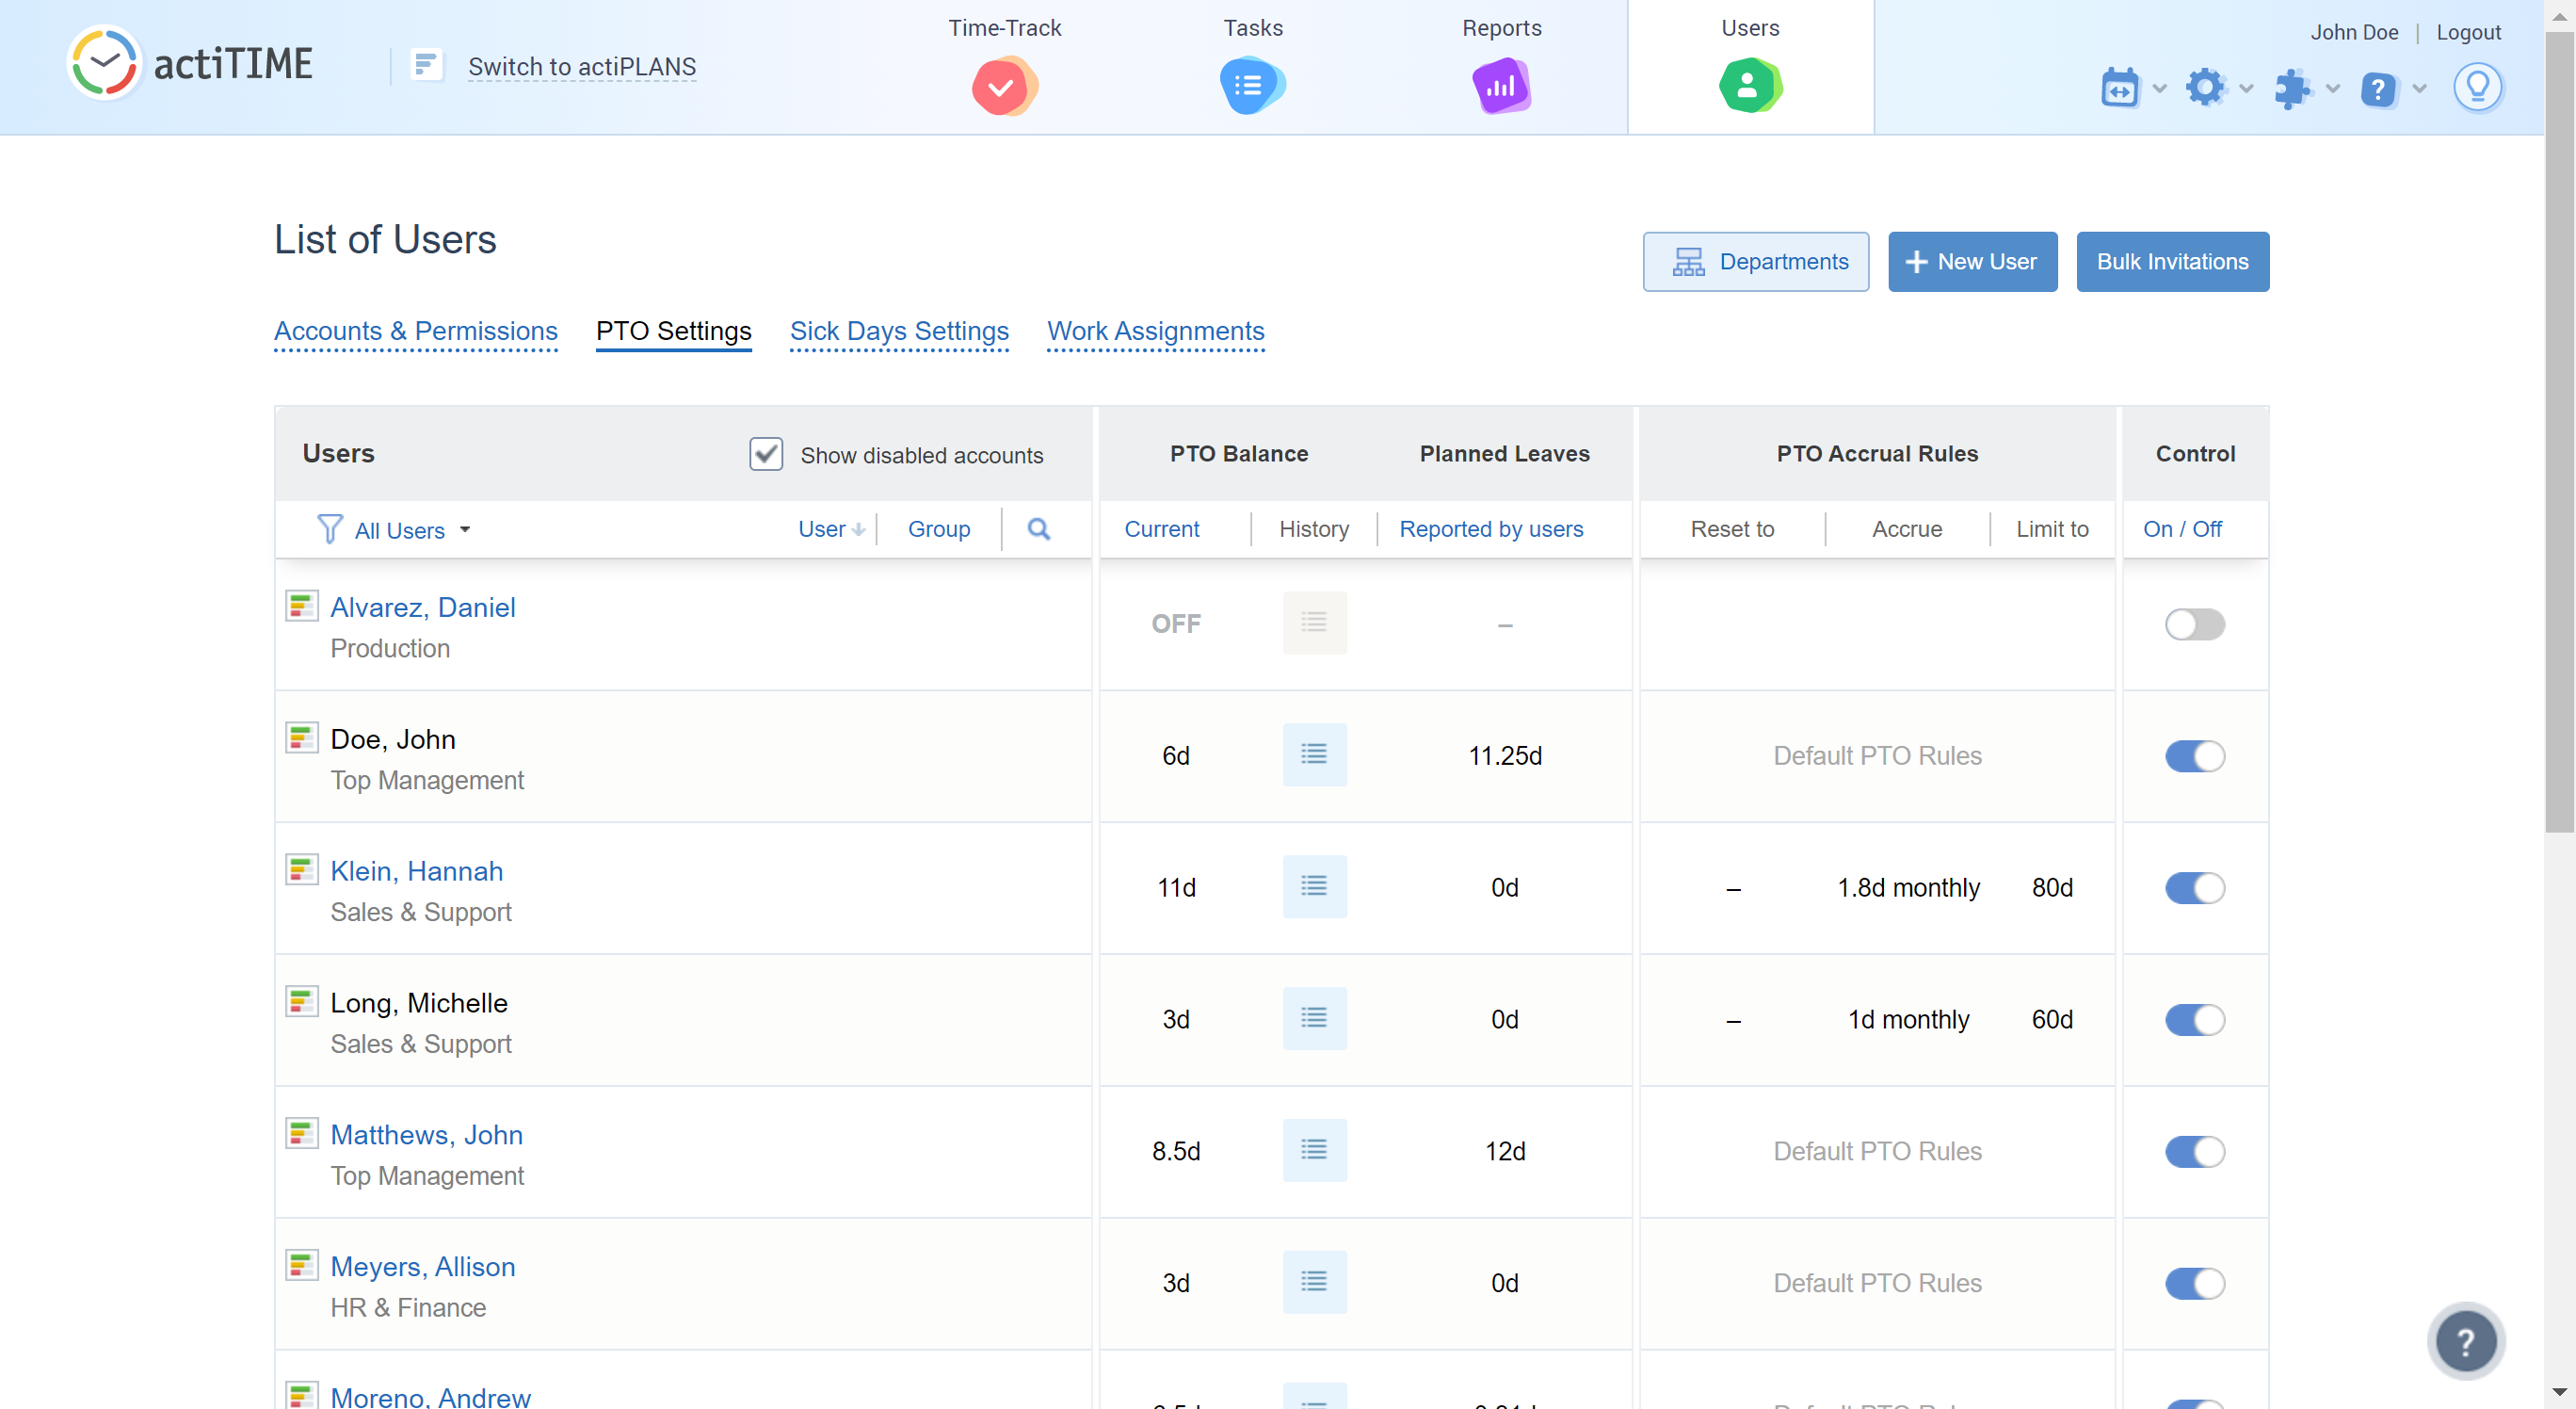 actiTIME
Switch to actiPLANS
Time-Track
Tasks
Reports
Users
John Doe | Logout
List of Users
Departments
New User
Bulk Invitations
Accounts & Permissions
PTO Settings
Sick Days Settings
Work Assignments
Users
Show disabled accounts
PTO Balance
Planned Leaves
PTO Accrual Rules
Control
All Users
User
Group
Current
History
Reported by users
Reset to
Accrue
Limit to
On / Off
Alvarez, Daniel
Production
OFF
–
Doe, John
Top Management
6d
11.25d
Default PTO Rules
Klein, Hannah
Sales & Support
11d
0d
–
1.8d monthly
80d
Long, Michelle
Sales & Support
3d
0d
–
1d monthly
60d
Matthews, John
Top Management
8.5d
12d
Default PTO Rules
Meyers, Allison
HR & Finance
3d
0d
Default PTO Rules
?
Moreno, Andrew
Default PTO Rules